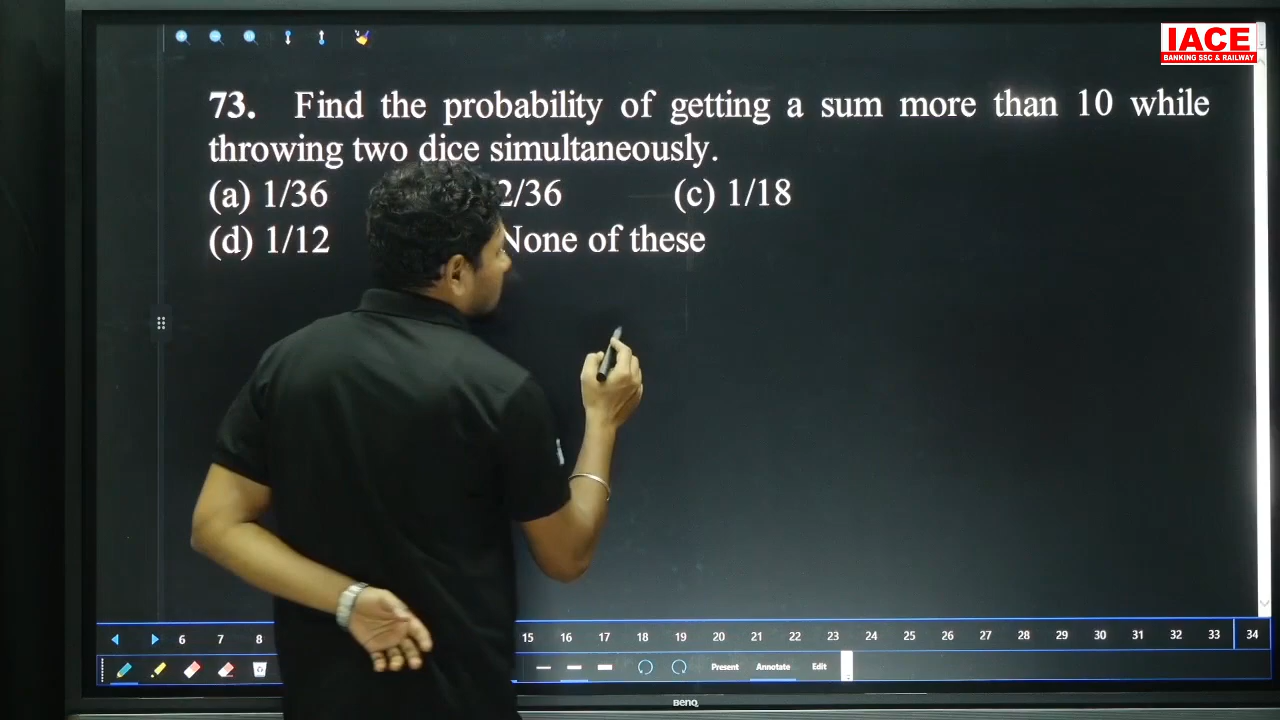 IACE
BANKING SSC & RAILWAY
73. Find the probability of getting a sum more than 10 while
throwing two dice simultaneously.
(a) 1/36 2/36 (c) 1/18
(d) 1/12 None of these
6 7 8 15 16 17 18 19 20 21 22 23 24 25 26 27 28 29 30 31 32 33 34
Present Annotate Edit
BenQ